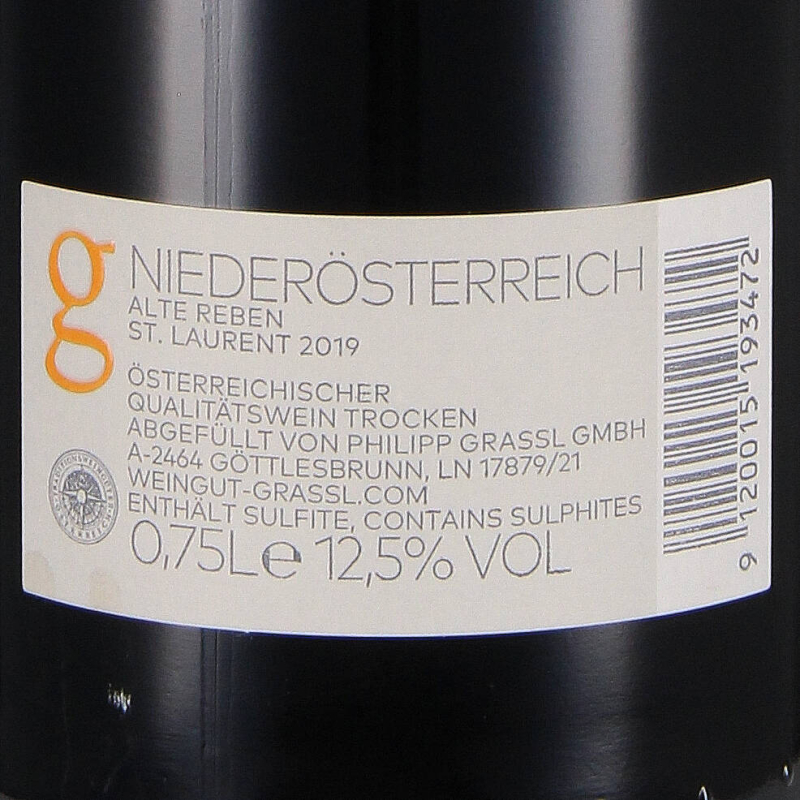 g
NIEDERÖSTERREICH
ALTE REBEN
ST. LAURENT 2019
ÖSTERREICHISCHER
QUALITÄTSWEIN TROCKEN
ABGEFÜLLT VON PHILIPP GRASSL GMBH
A-2464 GÖTTLESBRUNN, LN 17879/21
WEINGUT-GRASSL.COM
ENTHÄLT SULFITE, CONTAINS SULPHITES
0,75L e 12,5% VOL
9 120015 193472